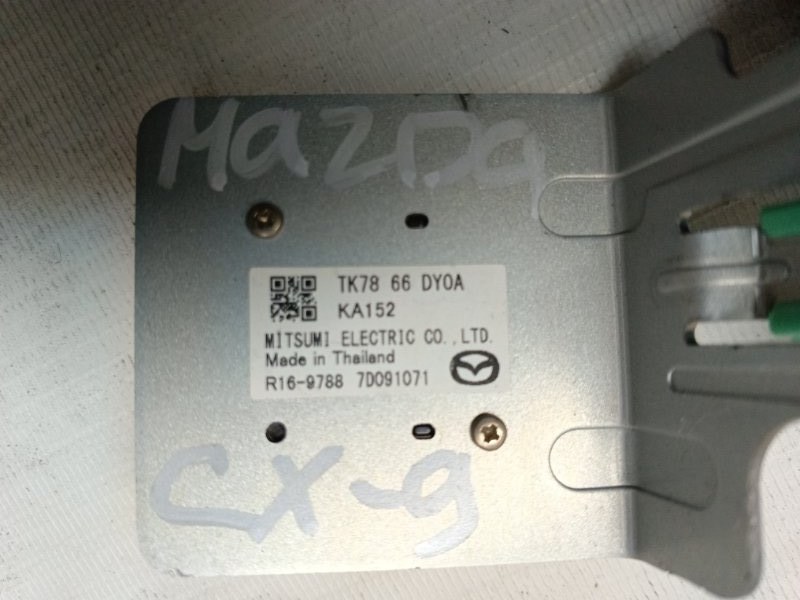 MaZDa
TK78 66 DY0A
KA152
MITSUMI ELECTRIC CO.,LTD.
Made in Thailand
R16-9788 7D091071
CX-9